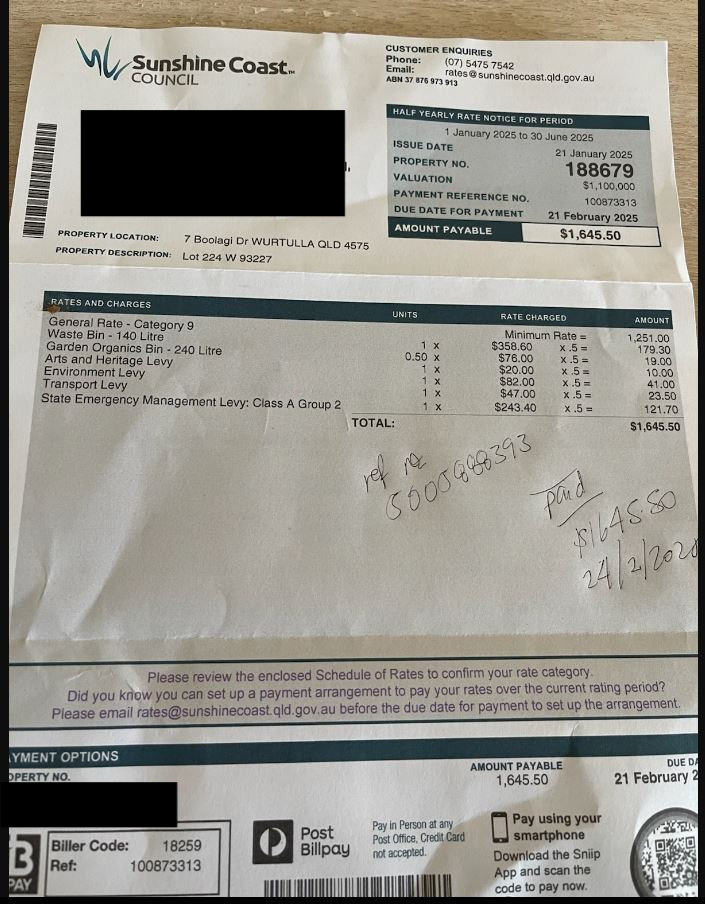 Sunshine Coast™
COUNCIL
CUSTOMER ENQUIRIES
Phone: (07) 5475 7542
Email: rates@sunshinecoast.qld.gov.au
ABN 37 876 973 913
HALF YEARLY RATE NOTICE FOR PERIOD
1 January 2025 to 30 June 2025
ISSUE DATE 21 January 2025
PROPERTY NO. 188679
VALUATION $1,100,000
PAYMENT REFERENCE NO. 100873313
DUE DATE FOR PAYMENT 21 February 2025
AMOUNT PAYABLE $1,645.50
PROPERTY LOCATION: 7 Boolagi Dr WURTULLA QLD 4575
PROPERTY DESCRIPTION: Lot 224 W 93227
RATES AND CHARGES UNITS RATE CHARGED AMOUNT
General Rate - Category 9 Minimum Rate = 1,251.00
Waste Bin - 140 Litre 1 x $358.60 x .5 = 179.30
Garden Organics Bin - 240 Litre 0.50 x $76.00 x .5 = 19.00
Arts and Heritage Levy 1 x $20.00 x .5 = 10.00
Environment Levy 1 x $82.00 x .5 = 41.00
Transport Levy 1 x $47.00 x .5 = 23.50
State Emergency Management Levy: Class A Group 2 1 x $243.40 x .5 = 121.70
TOTAL: $1,645.50
ref
paid
$1645.50
24/2/202
Please review the enclosed Schedule of Rates to confirm your rate category.
Did you know you can set up a payment arrangement to pay your rates over the current rating period?
Please email rates@sunshinecoast.qld.gov.au before the due date for payment to set up the arrangement.
YMENT OPTIONS
OPERTY NO.
AMOUNT PAYABLE
1,645.50
DUE DA
21 February 2
B
PAY
Biller Code: 18259
Ref: 100873313
Post
Billpay
Pay in Person at any
Post Office, Credit Card
not accepted.
Pay using your
smartphone
Download the Sniip
App and scan the
code to pay now.